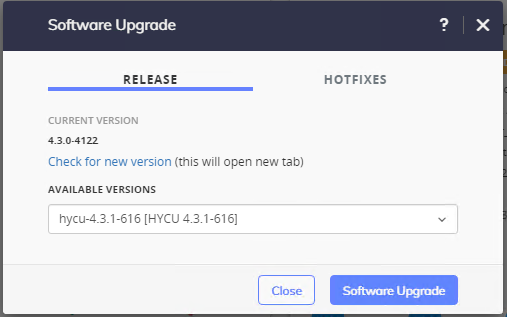 Software Upgrade
?
RELEASE HOTFIXES
CURRENT VERSION
4.3.0-4122
Check for new version (this will open new tab)
AVAILABLE VERSIONS
hycu-4.3.1-616 [HYCU 4.3.1-616]
Close Software Upgrade